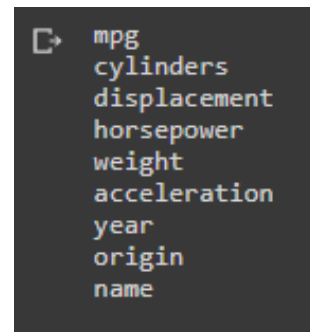 mpg
cylinders
displacement
horsepower
weight
acceleration
year
origin
name